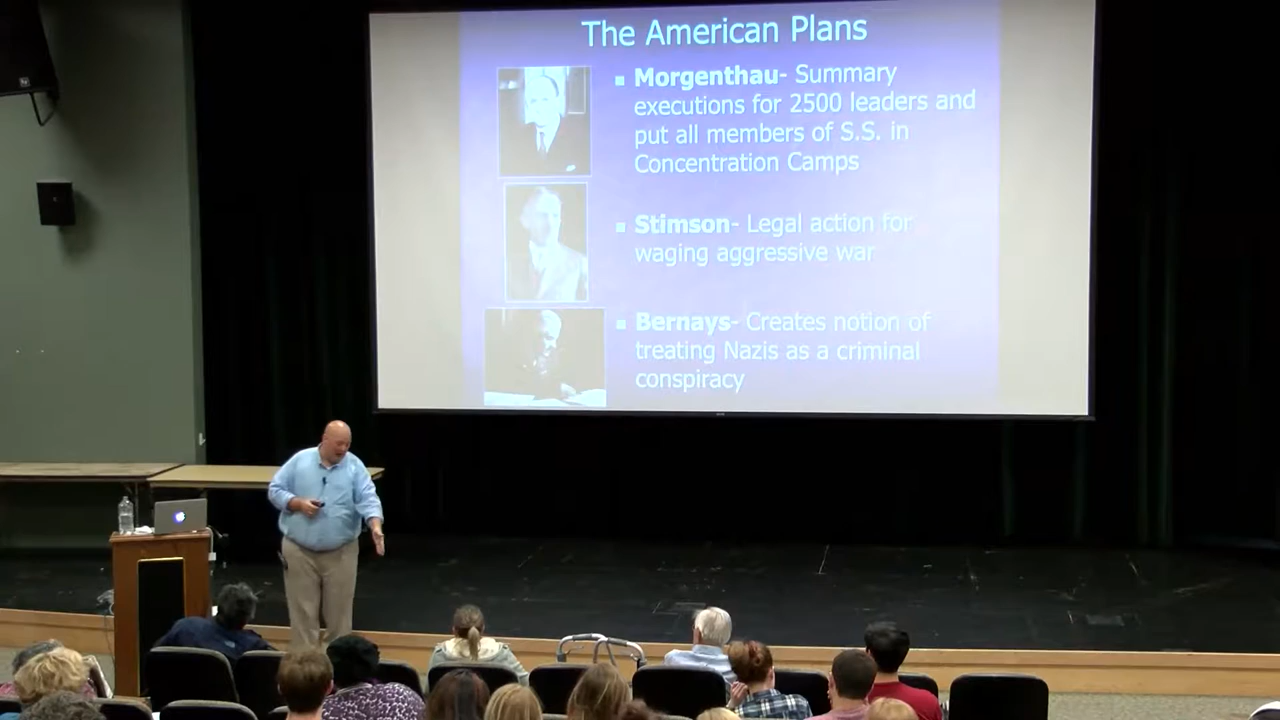 The American Plans
▪ Morgenthau- Summary
executions for 2500 leaders and
put all members of S.S. in
Concentration Camps
▪ Stimson- Legal action for
waging aggressive war
▪ Bernays- Creates notion of
treating Nazis as a criminal
conspiracy